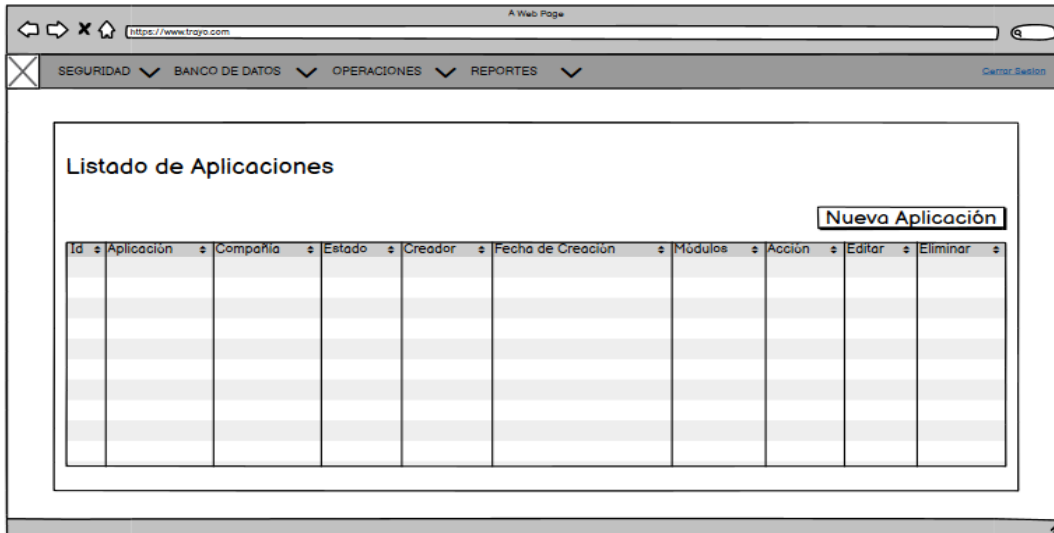 A Web Page
https://www.trayo.com
SEGURIDAD BANCO DE DATOS OPERACIONES REPORTES Cerrar Sesion
Listado de Aplicaciones
Nueva Aplicación
Id Aplicación Compañía Estado Creador Fecha de Creación Módulos Acción Editar Eliminar